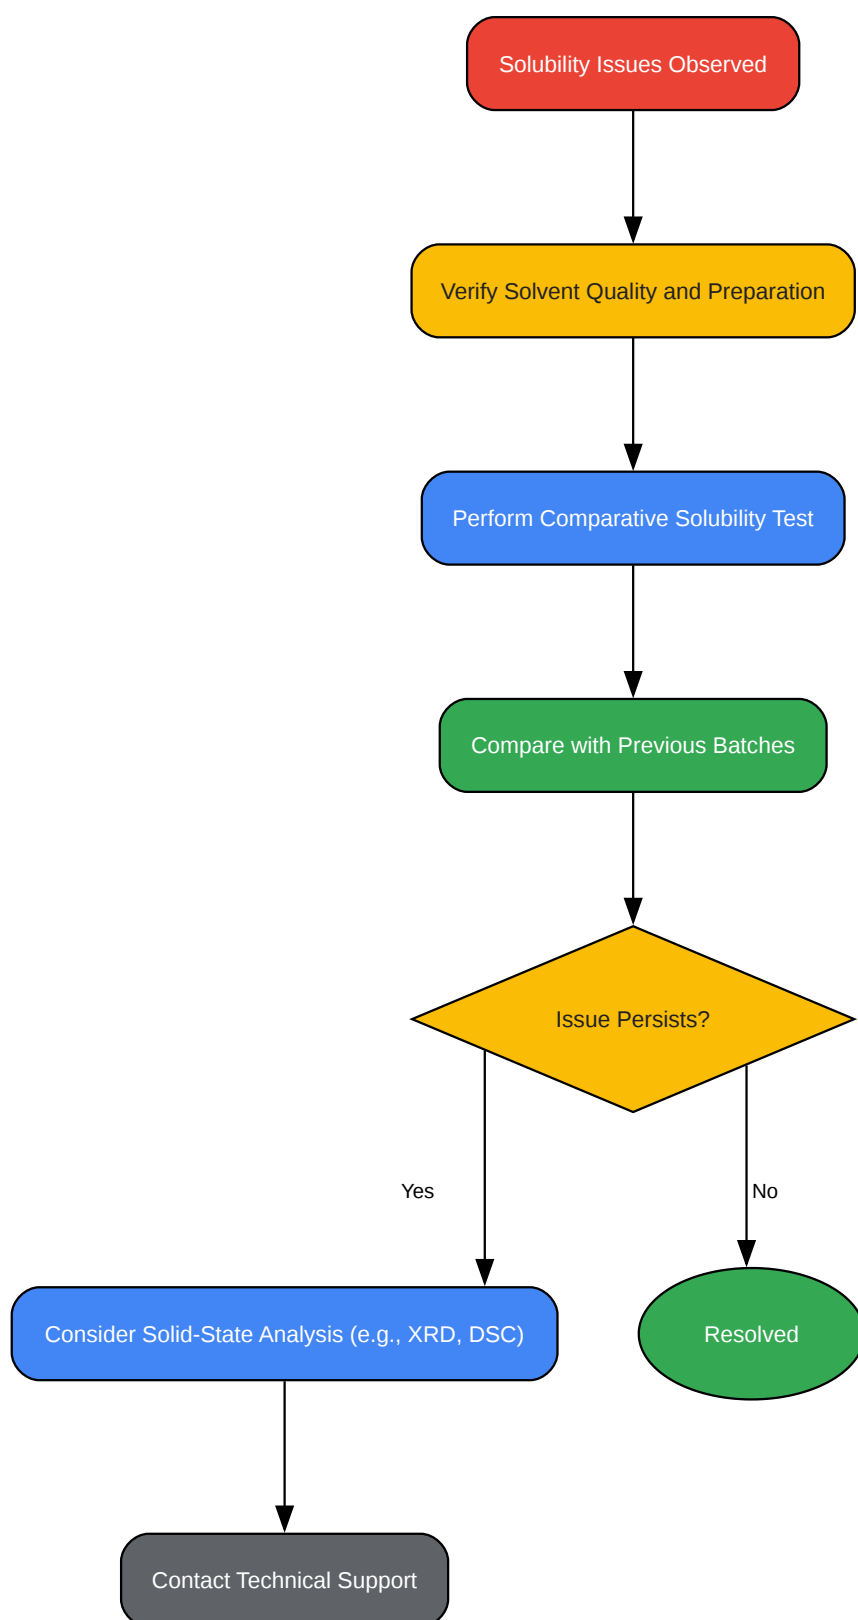 Solubility Issues Observed
Verify Solvent Quality and Preparation
Perform Comparative Solubility Test
Compare with Previous Batches
Issue Persists?
Yes
No
Consider Solid-State Analysis (e.g., XRD, DSC)
Resolved
Contact Technical Support